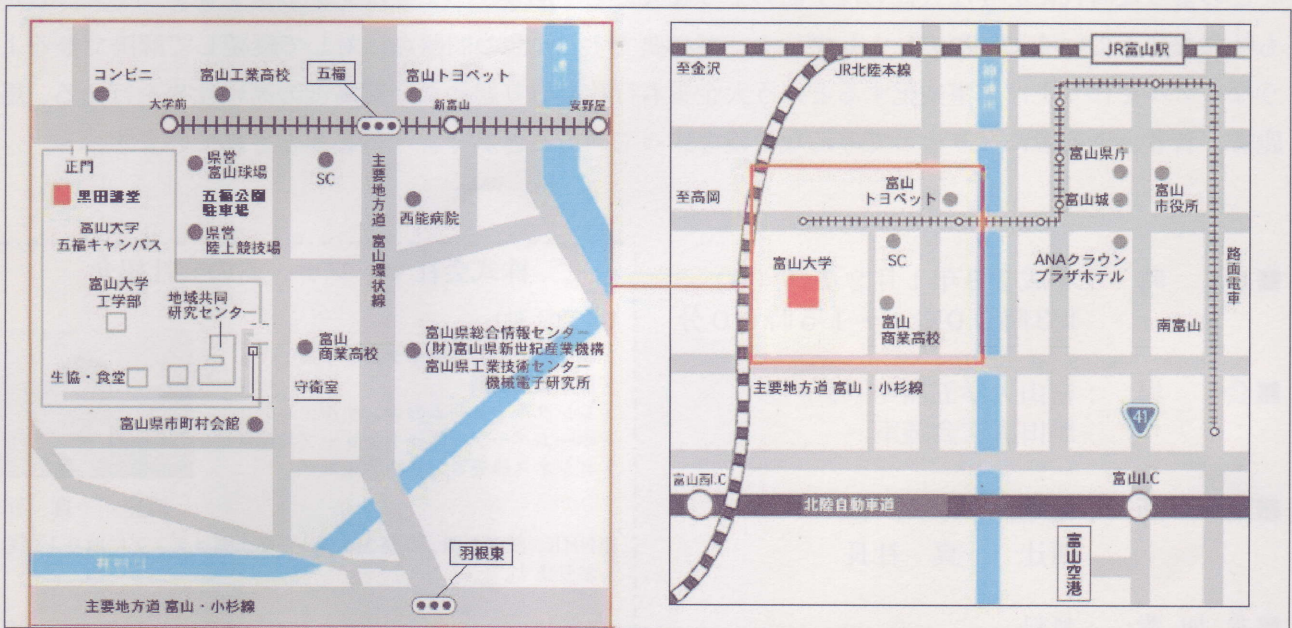 コンビニ
富山工業高校
五福
富山トヨペット
大学前
新富山
安野屋
正門
県営
富山球場
SC
黒田講堂
五福公園
駐車場
西能病院
富山大学
五福キャンパス
県営
陸上競技場
主要地方道 富山環状線
富山大学
工学部
地域共同
研究センター
富山
商業高校
富山県総合情報センター
(財)富山県新世紀産業機構
富山県工業技術センター
機械電子研究所
生協・食堂
守衛室
富山県市町村会館
羽根東
主要地方道 富山・小杉線
JR富山駅
至金沢
JR北陸本線
富山県庁
至高岡
富山
トヨペット
富山城
富山
市役所
SC
ANAクラウン
プラザホテル
富山大学
路面電車
富山
商業高校
南富山
主要地方道 富山・小杉線
41
富山西I.C
富山I.C
北陸自動車道
富山空港